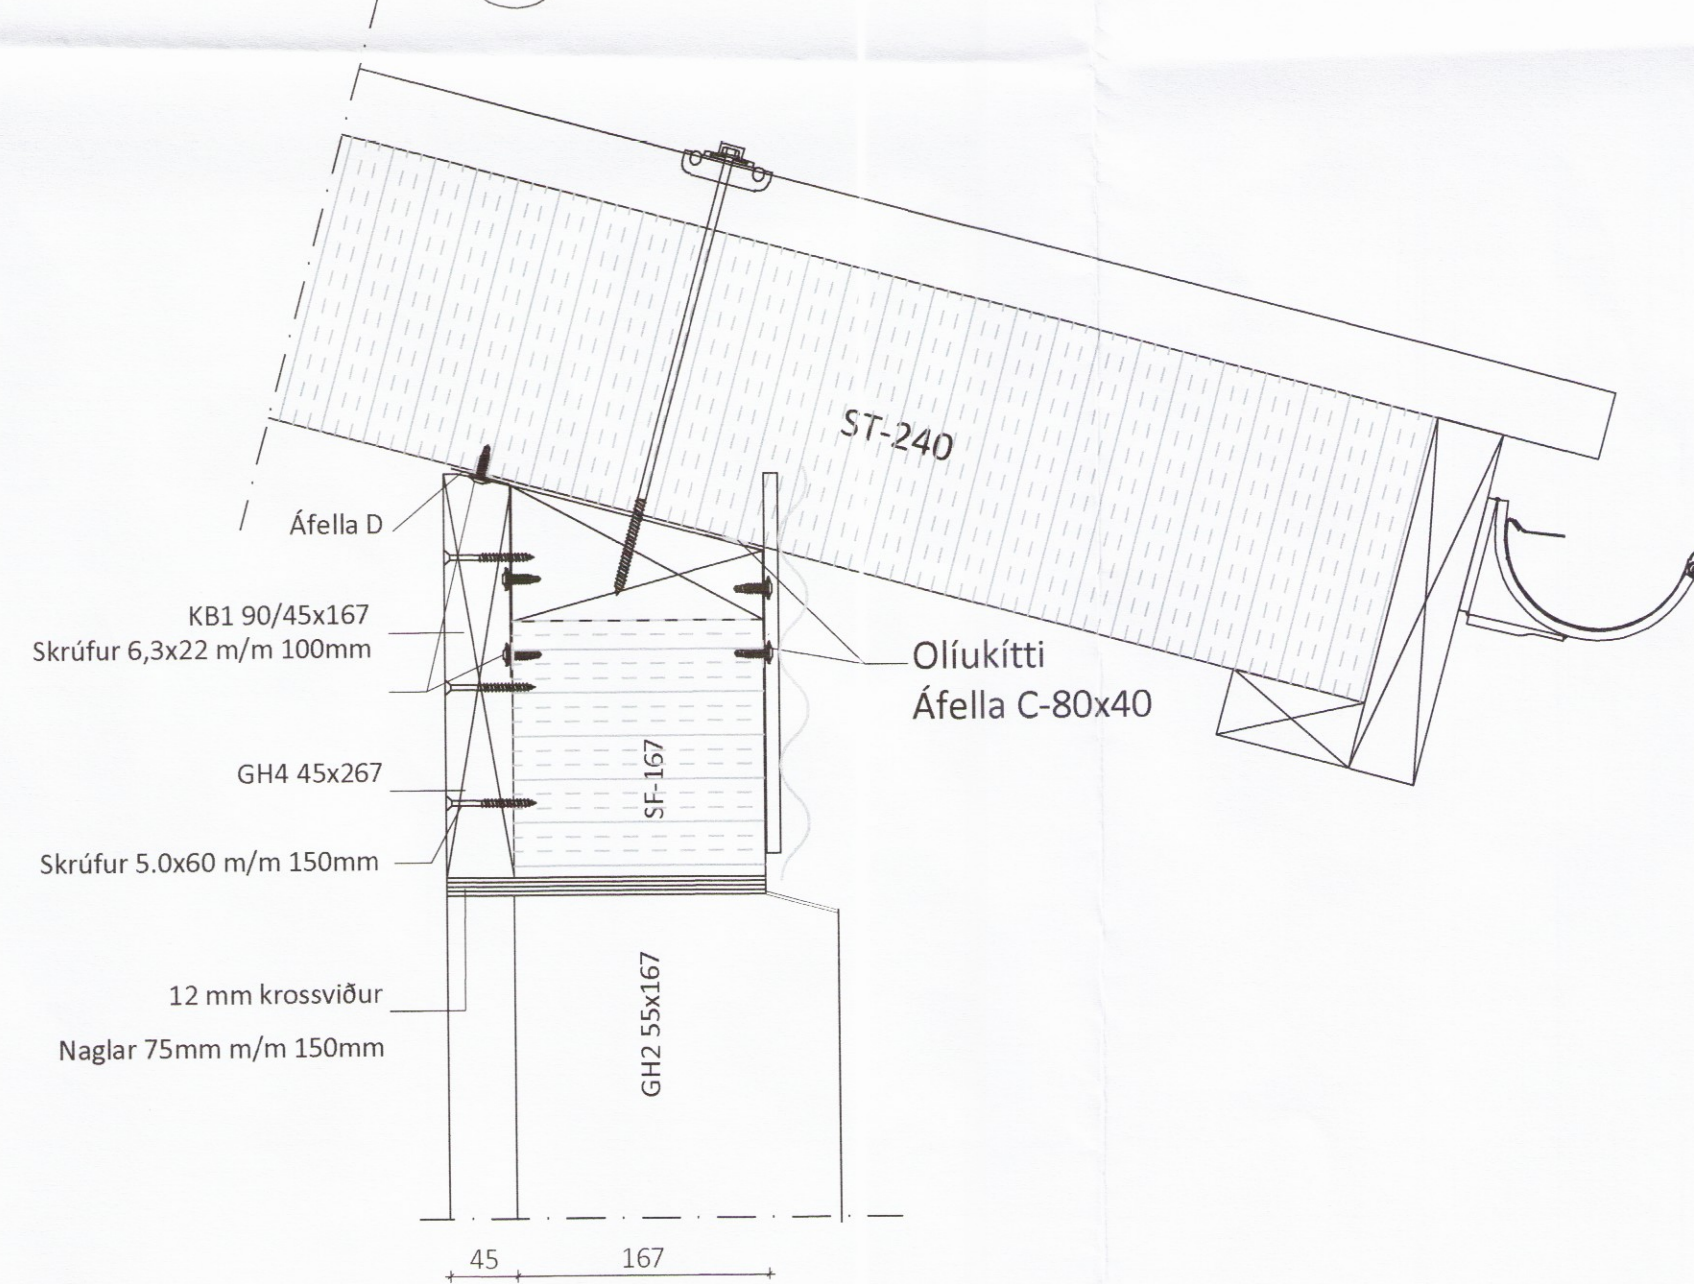 ST-240
Áfella D
KB1 90/45x167
Skrúfur 6,3x22 m/m 100mm
Olíukítti
Áfella C-80x40
GH4 45x267
SF-167
Skrúfur 5.0x60 m/m 150mm
12 mm krossviður
Naglar 75mm m/m 150mm
GH2 55x167
45
167